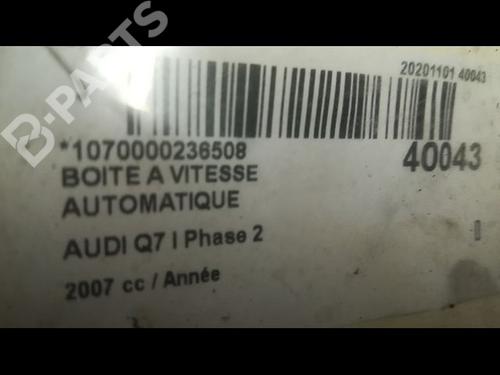 B-PARTS
20201101 40043
*1070000236508
40043
BOITE A VITESSE
AUTOMATIQUE
AUDI Q7 I Phase 2
2007 cc / Année